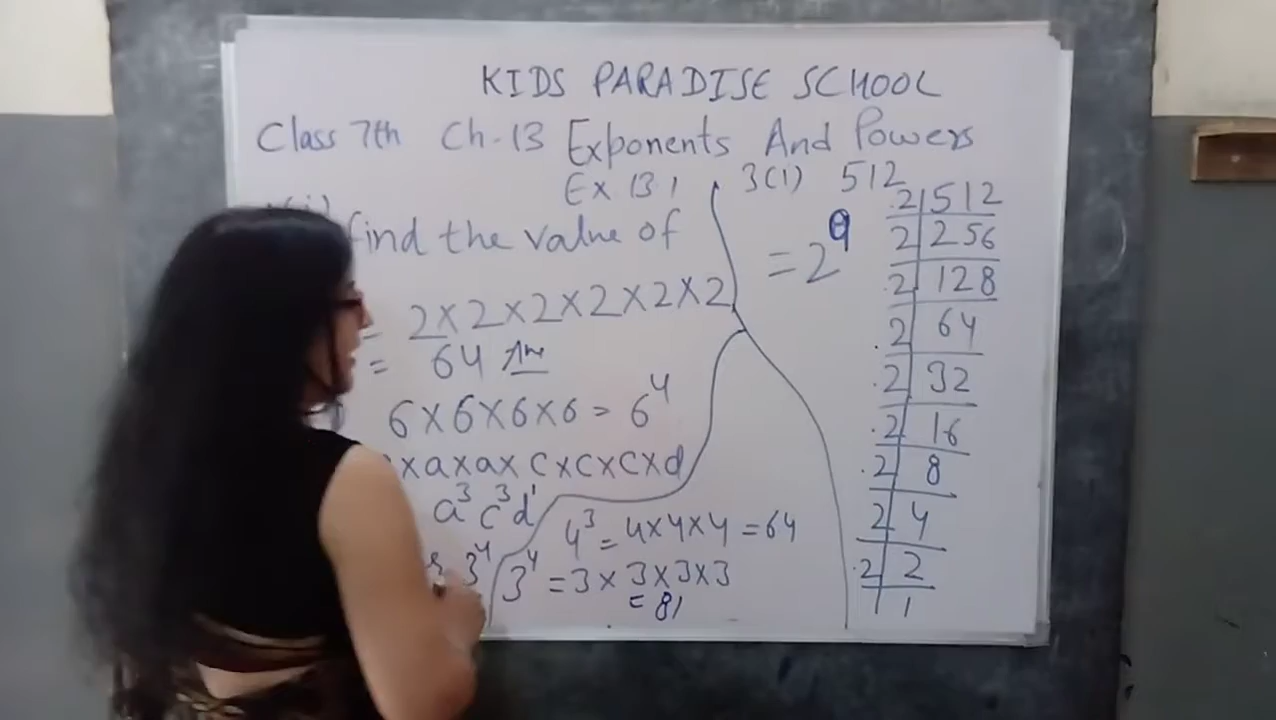 KIDS PARADISE SCHOOL
Class 7th Ch-13 Exponents And Powers
Ex 13.1
find the value of
= 2×2×2×2×2×2
= 64 Ans
6×6×6×6 = 6⁴
×a×a× c×c×c×d
a³c³d¹
3⁴
4³ = 4×4×4 = 64
3⁴ = 3×3×3×3
= 81
3(1) 512
= 2⁹
2 | 512
2 | 256
2 | 128
2 | 64
2 | 32
2 | 16
2 | 8
2 | 4
2 | 2
1